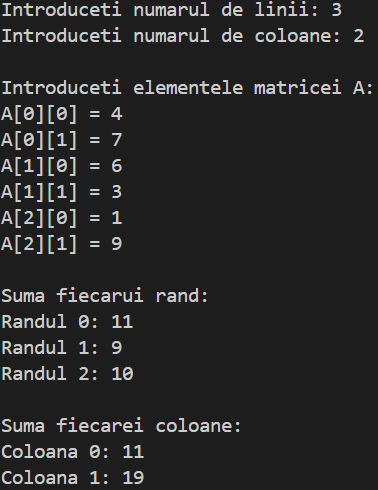 Introduceti numarul de linii: 3
Introduceti numarul de coloane: 2
Introduceti elementele matricei A:
A[0][0] = 4
A[0][1] = 7
A[1][0] = 6
A[1][1] = 3
A[2][0] = 1
A[2][1] = 9
Suma fiecarui rand:
Randul 0: 11
Randul 1: 9
Randul 2: 10
Suma fiecarei coloane:
Coloana 0: 11
Coloana 1: 19